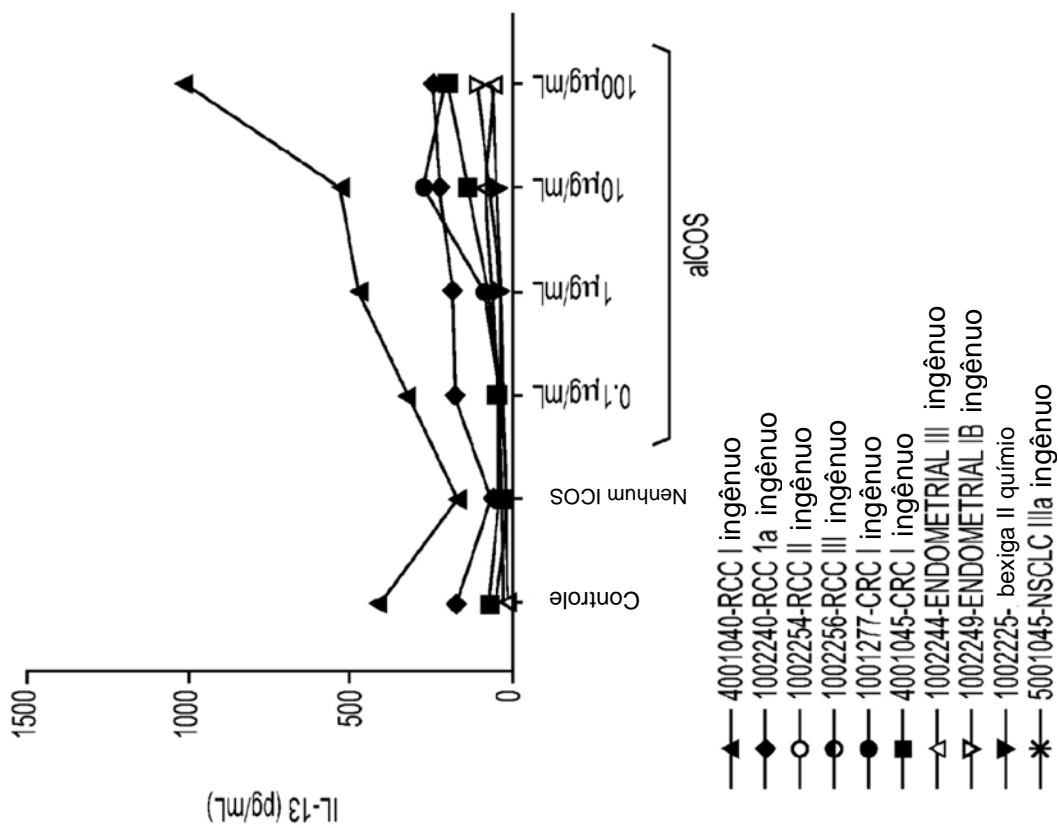 IL-13 (pg/mL)
1500
1000
500
0
Controle
Nenhum ICOS
0.1µg/mL
1µg/mL
10µg/mL
100µg/mL
aICOS
4001040-RCC I ingênuo
1002240-RCC 1a ingênuo
1002254-RCC II ingênuo
1002256-RCC III ingênuo
1001277-CRC I ingênuo
4001045-CRC I ingênuo
1002244-ENDOMETRIAL III ingênuo
1002249-ENDOMETRIAL IB ingênuo
1002225- bexiga II químio
5001045-NSCLC IIIa ingênuo